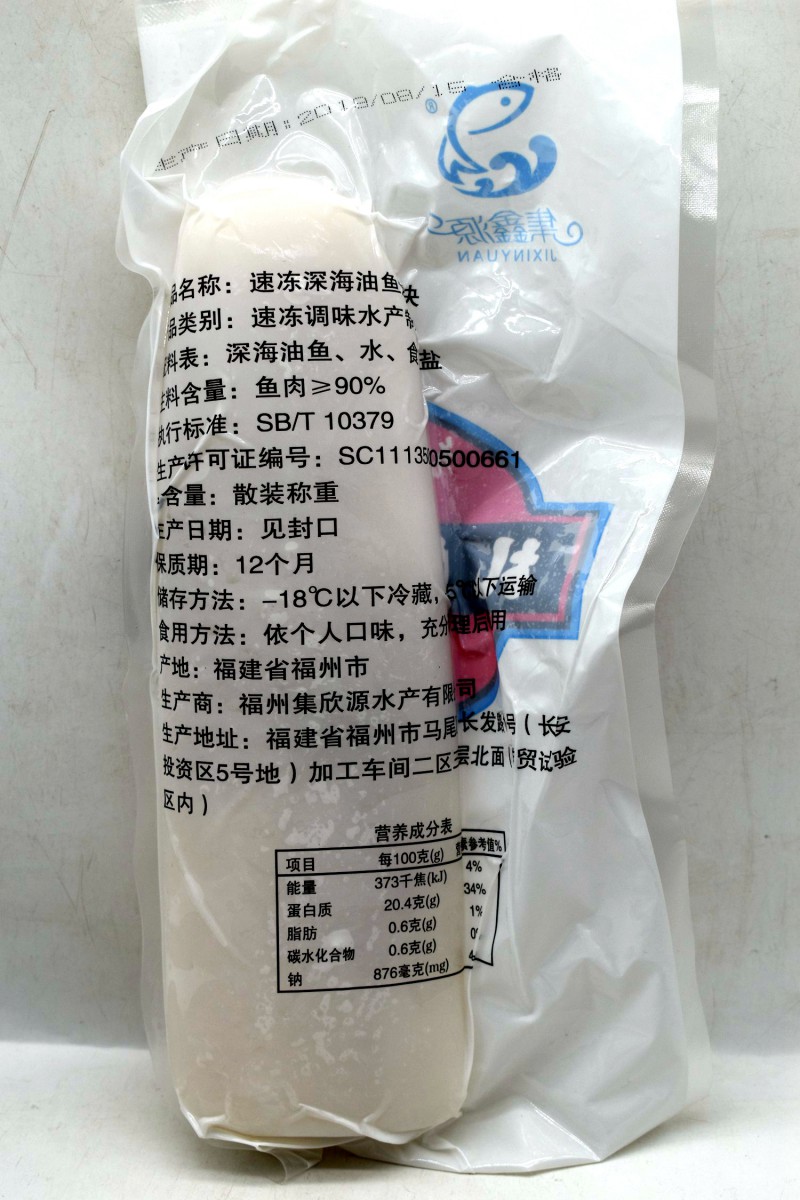 生产日期：2019/08/15 合格
®
集鑫源
JIXINYUAN
品名称：速冻深海油鱼块
品类别：速冻调味水产制
料表：深海油鱼、水、食盐
主料含量：鱼肉≥90%
执行标准：SB/T 10379
生产许可证编号：SC111350500661
含量：散装称重
生产日期：见封口
保质期：12个月
储存方法：-18℃以下冷藏，5℃以下运输
食用方法：依个人口味，充分理后用
产地：福建省福州市
生产商：福州集欣源水产有限司
生产地址：福建省福州市马尾长发路号（长安
投资区5号地）加工车间二区层北面（贸试验
区内）
营养成分表
项目 每100克(g) 素参考值%
能量 373千焦(kJ) 4%
蛋白质 20.4克(g) 34%
脂肪 0.6克(g) 1%
碳水化合物 0.6克(g) 0%
钠 876毫克(mg)